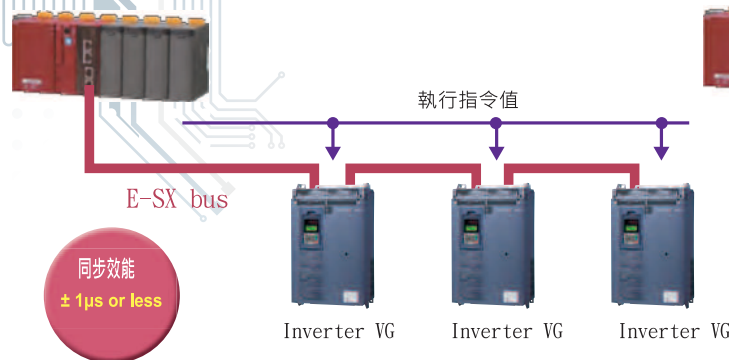 執行指令值
E-SX bus
同步效能
± 1μs or less
Inverter VG
Inverter VG
Inverter VG